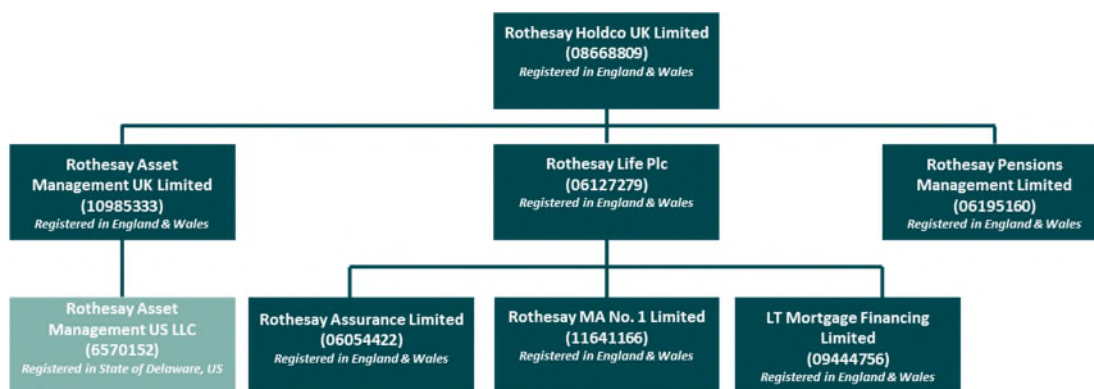 Rothesay Holdco UK Limited
(08668809)
Registered in England & Wales
Rothesay Asset
Management UK Limited
(10985333)
Registered in England & Wales
Rothesay Life Plc
(06127279)
Registered in England & Wales
Rothesay Pensions
Management Limited
(06195160)
Registered in England & Wales
Rothesay Asset
Management US LLC
(6570152)
Registered in State of Delaware, US
Rothesay Assurance Limited
(06054422)
Registered in England & Wales
Rothesay MA No. 1 Limited
(11641166)
Registered in England & Wales
LT Mortgage Financing
Limited
(09444756)
Registered in England & Wales